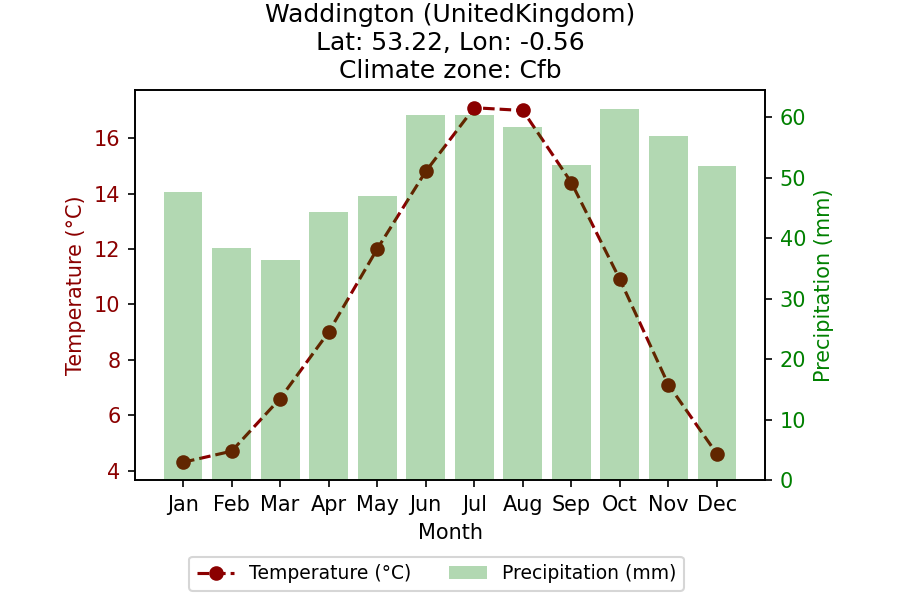 Waddington (UnitedKingdom)
Lat: 53.22, Lon: -0.56
Climate zone: Cfb
Temperature (°C)
16
14
12
10
8
6
4
60
50
40
30
20
10
0
Precipitation (mm)
Jan Feb Mar Apr May Jun Jul Aug Sep Oct Nov Dec
Month
Temperature (°C) Precipitation (mm)